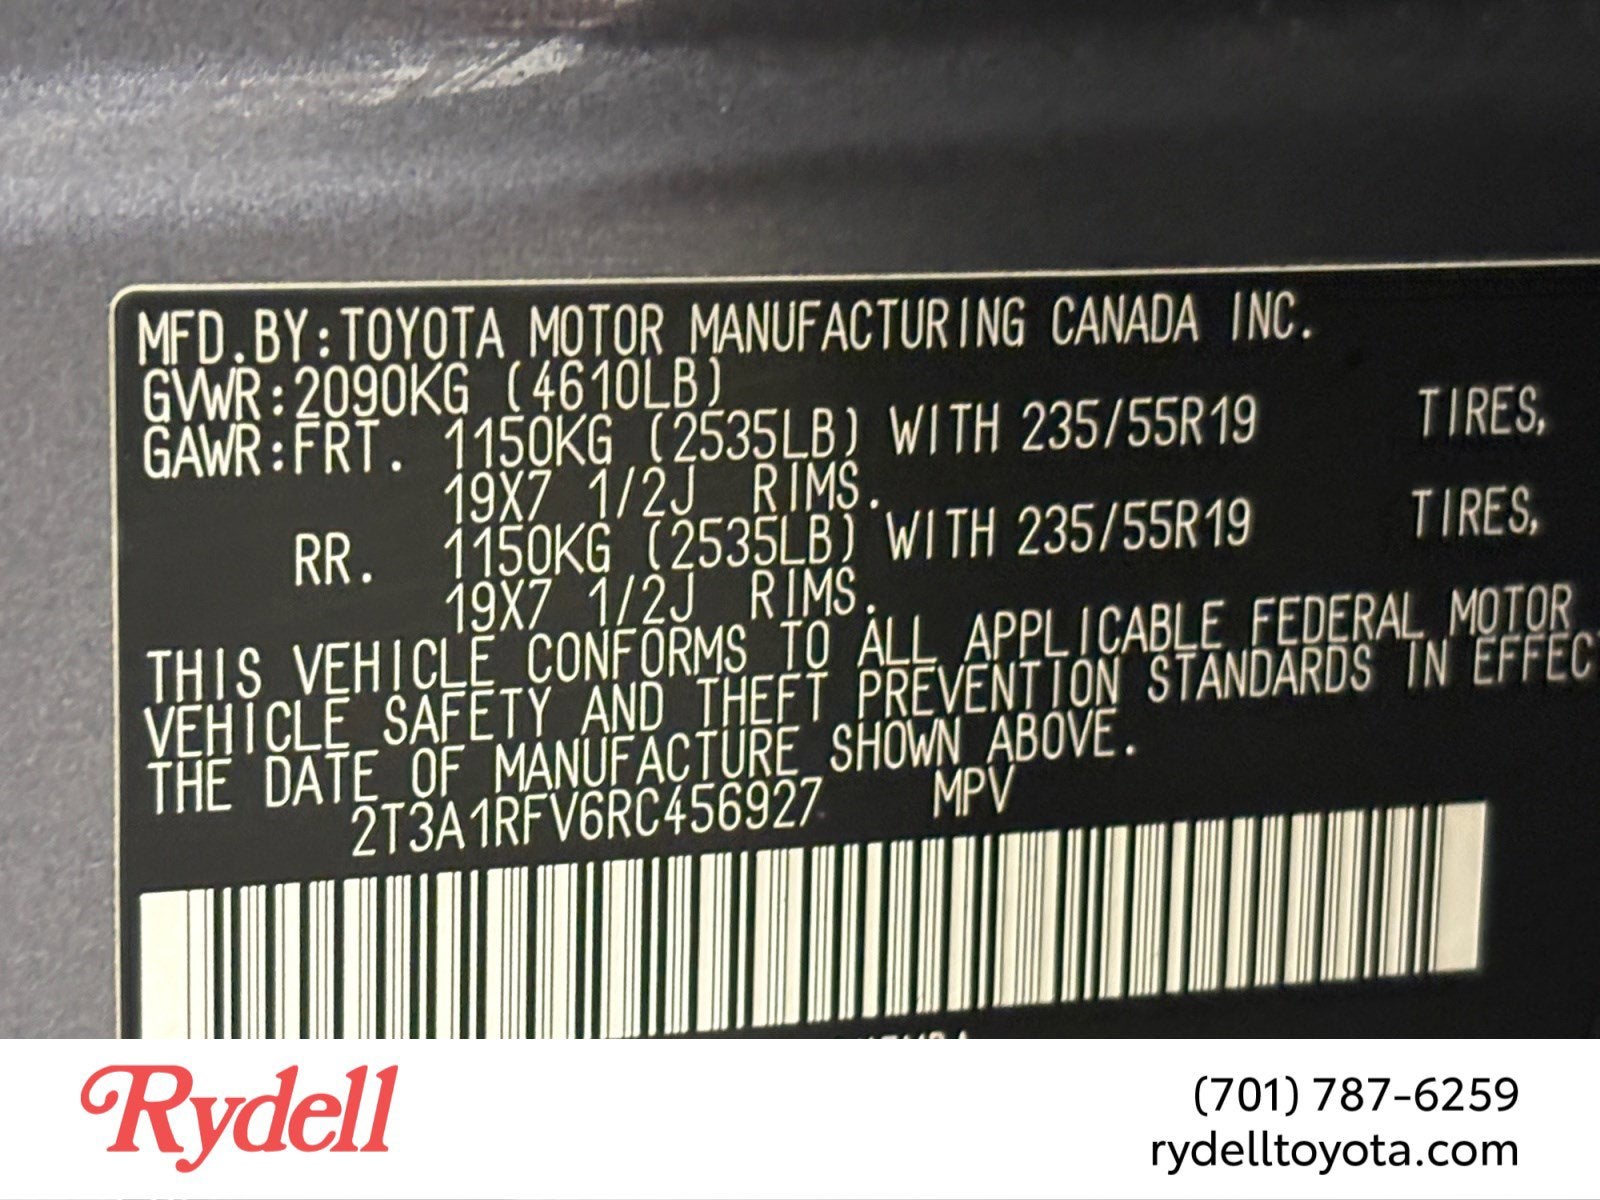 MFD.BY:TOYOTA MOTOR MANUFACTURING CANADA INC.
GVWR:2090KG (4610LB)
GAWR:FRT. 1150KG (2535LB) WITH 235/55R19 TIRES,
19X7 1/2J RIMS.
RR. 1150KG (2535LB) WITH 235/55R19 TIRES,
19X7 1/2J RIMS.
THIS VEHICLE CONFORMS TO ALL APPLICABLE FEDERAL MOTOR
VEHICLE SAFETY AND THEFT PREVENTION STANDARDS IN EFFEC
THE DATE OF MANUFACTURE SHOWN ABOVE.
2T3A1RFV6RC456927 MPV
Rydell
(701) 787-6259
rydelltoyota.com